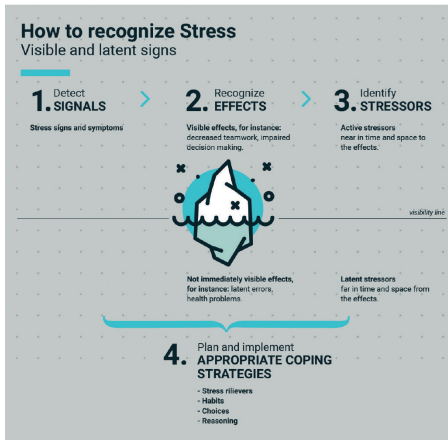 How to recognize Stress
Visible and latent signs
1. Detect
SIGNALS
Stress signs and symptoms
2. Recognize
EFFECTS
Visible effects, for instance:
decreased teamwork, impaired
decision making.
3. Identify
STRESSORS
Active stressors
near in time and space to
the effects.
visibility line
Not immediately visible effects,
for instance: latent errors,
health problems.
Latent stressors
far in time and space from
the effects.
4. Plan and implement
APPROPRIATE COPING
STRATEGIES
- Stress rilievers
- Habits
- Choices
- Reasoning